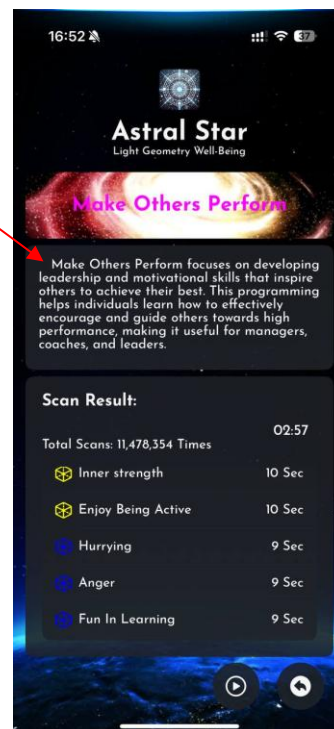 16:52
37
Astral Star
Light Geometry Well-Being
Make Others Perform
Make Others Perform focuses on developing
leadership and motivational skills that inspire
others to achieve their best. This programming
helps individuals learn how to effectively
encourage and guide others towards high
performance, making it useful for managers,
coaches, and leaders.
Scan Result:
02:57
Total Scans: 11,478,354 Times
Inner strength 10 Sec
Enjoy Being Active 10 Sec
Hurrying 9 Sec
Anger 9 Sec
Fun In Learning 9 Sec